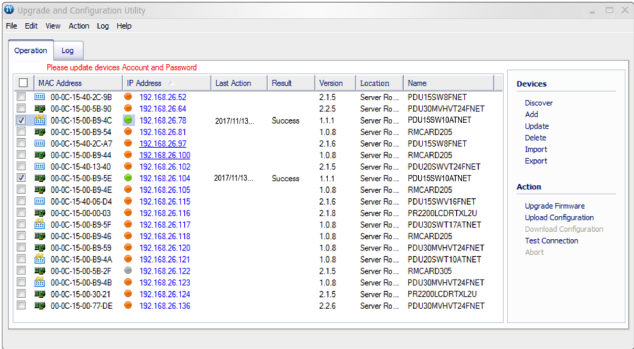 Upgrade and Configuration Utility
File Edit View Action Log Help
Operation Log
Please update devices Account and Password
MAC Address IP Address Last Action Result Version Location Name
00-0C-15-40-2C-9B 192.168.26.52 2.1.5 Server Ro... PDU15SW8FNET
00-0C-15-00-5B-90 192.168.26.64 2.2.5 Server Ro... PDU30MVHVT24FNET
00-0C-15-00-B9-4C 192.168.26.78 2017/11/13... Success 1.1.1 Server Ro... PDU15SW10ATNET
00-0C-15-00-B9-54 192.168.26.81 1.0.8 Server Ro... RMCARD205
00-0C-15-40-2C-A7 192.168.26.97 2.1.6 Server Ro... PDU15SW8FNET
00-0C-15-00-B9-44 192.168.26.100 1.0.8 Server Ro... RMCARD205
00-0C-15-40-13-40 192.168.26.102 2.1.5 Server Ro... PDU20SWVT24FNET
00-0C-15-00-B9-5E 192.168.26.104 2017/11/13... Success 1.1.1 Server Ro... PDU15SW10ATNET
00-0C-15-00-B9-4E 192.168.26.105 1.0.8 Server Ro... RMCARD205
00-0C-15-40-06-D4 192.168.26.115 2.1.6 Server Ro... PDU15SWV16FNET
00-0C-15-00-00-03 192.168.26.116 2.1.8 Server Ro... PR2200LCDRTXL2U
00-0C-15-00-B9-5F 192.168.26.117 1.0.8 Server Ro... PDU30SWT17ATNET
00-0C-15-00-B9-46 192.168.26.118 1.0.8 Server Ro... RMCARD205
00-0C-15-00-B9-59 192.168.26.120 1.0.8 Server Ro... PDU30MVHVT24FNET
00-0C-15-00-B9-4A 192.168.26.121 1.0.8 Server Ro... PDU20SWT10ATNET
00-0C-15-00-5B-2F 192.168.26.122 2.1.5 Server Ro... RMCARD305
00-0C-15-00-B9-4B 192.168.26.123 1.0.8 Server Ro... PDU30MVHVT24FNET
00-0C-15-00-30-21 192.168.26.124 2.1.5 Server Ro... PR2200LCDRTXL2U
00-0C-15-00-77-DE 192.168.26.136 2.2.6 Server Ro... PDU30MVHVT24FNET
Devices
Discover
Add
Update
Delete
Import
Export
Action
Upgrade Firmware
Upload Configuration
Download Configuration
Test Connection
Abort